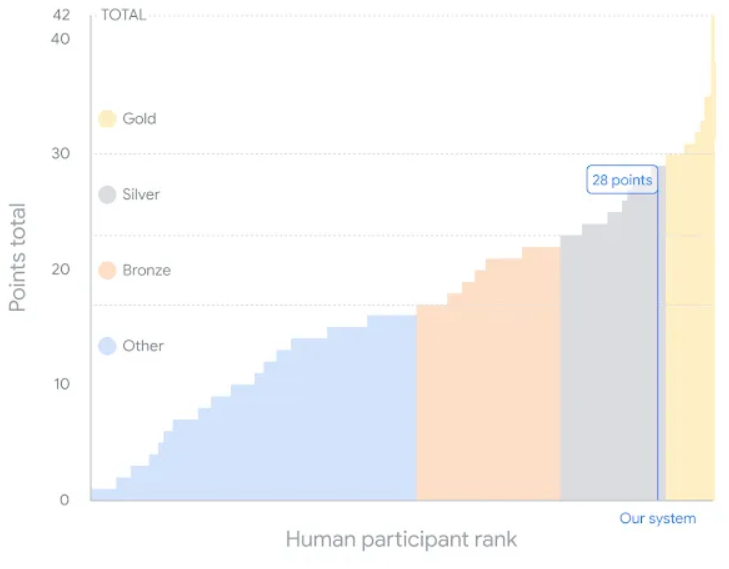 42
TOTAL
40
Gold
30
Silver
28 points
Points total
20
Bronze
Other
10
0
Our system
Human participant rank